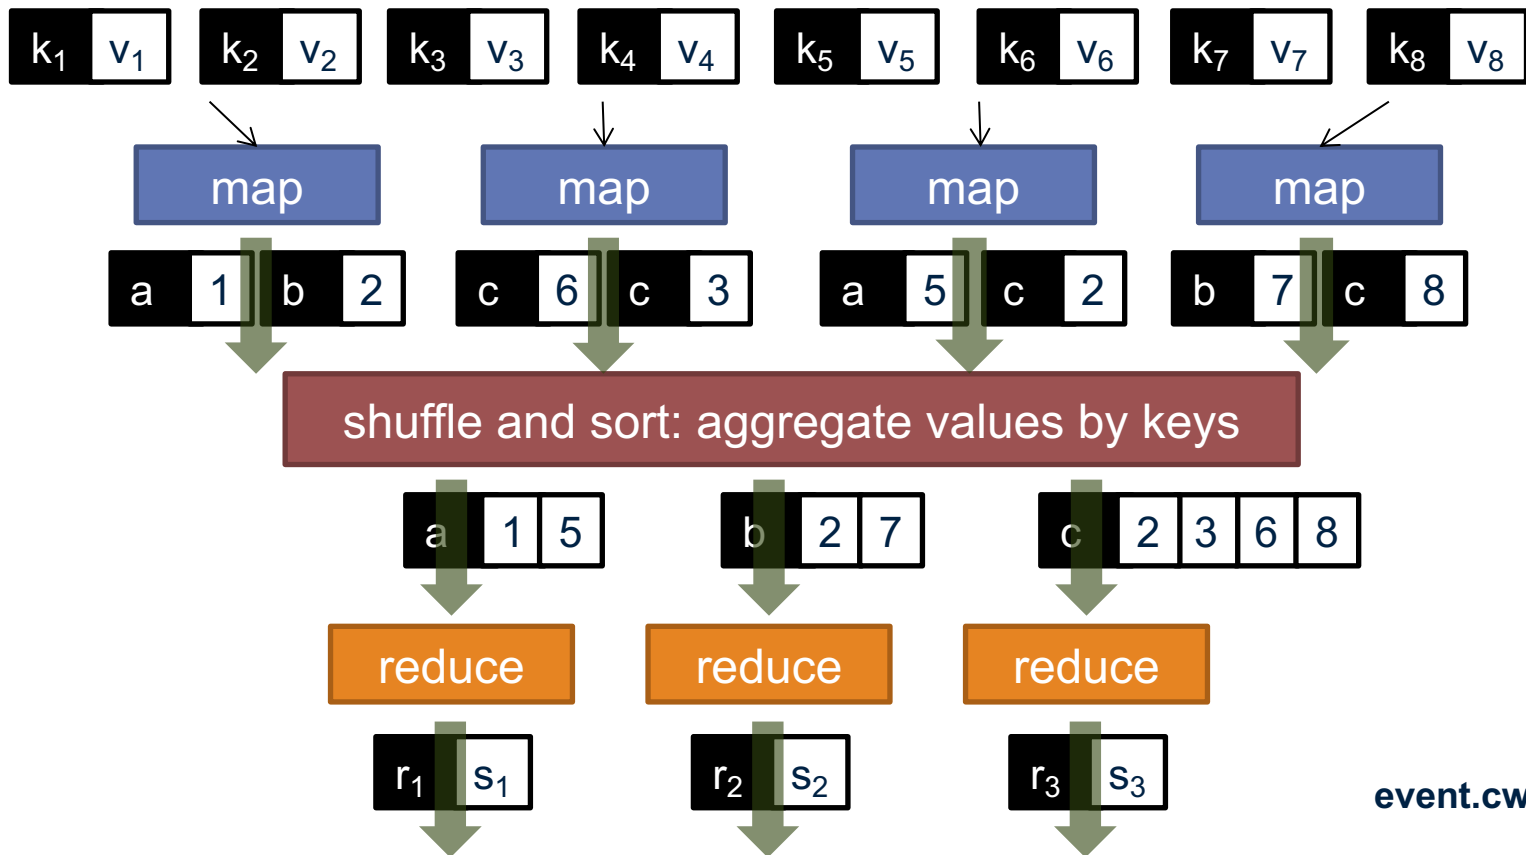 k₁ v₁ k₂ v₂ k₃ v₃ k₄ v₄ k₅ v₅ k₆ v₆ k₇ v₇ k₈ v₈
map map map map
a 1 b 2 c 6 c 3 a 5 c 2 b 7 c 8
shuffle and sort: aggregate values by keys
a 1 5 b 2 7 c 2 3 6 8
reduce reduce reduce
r₁ s₁ r₂ s₂ r₃ s₃
event.cw